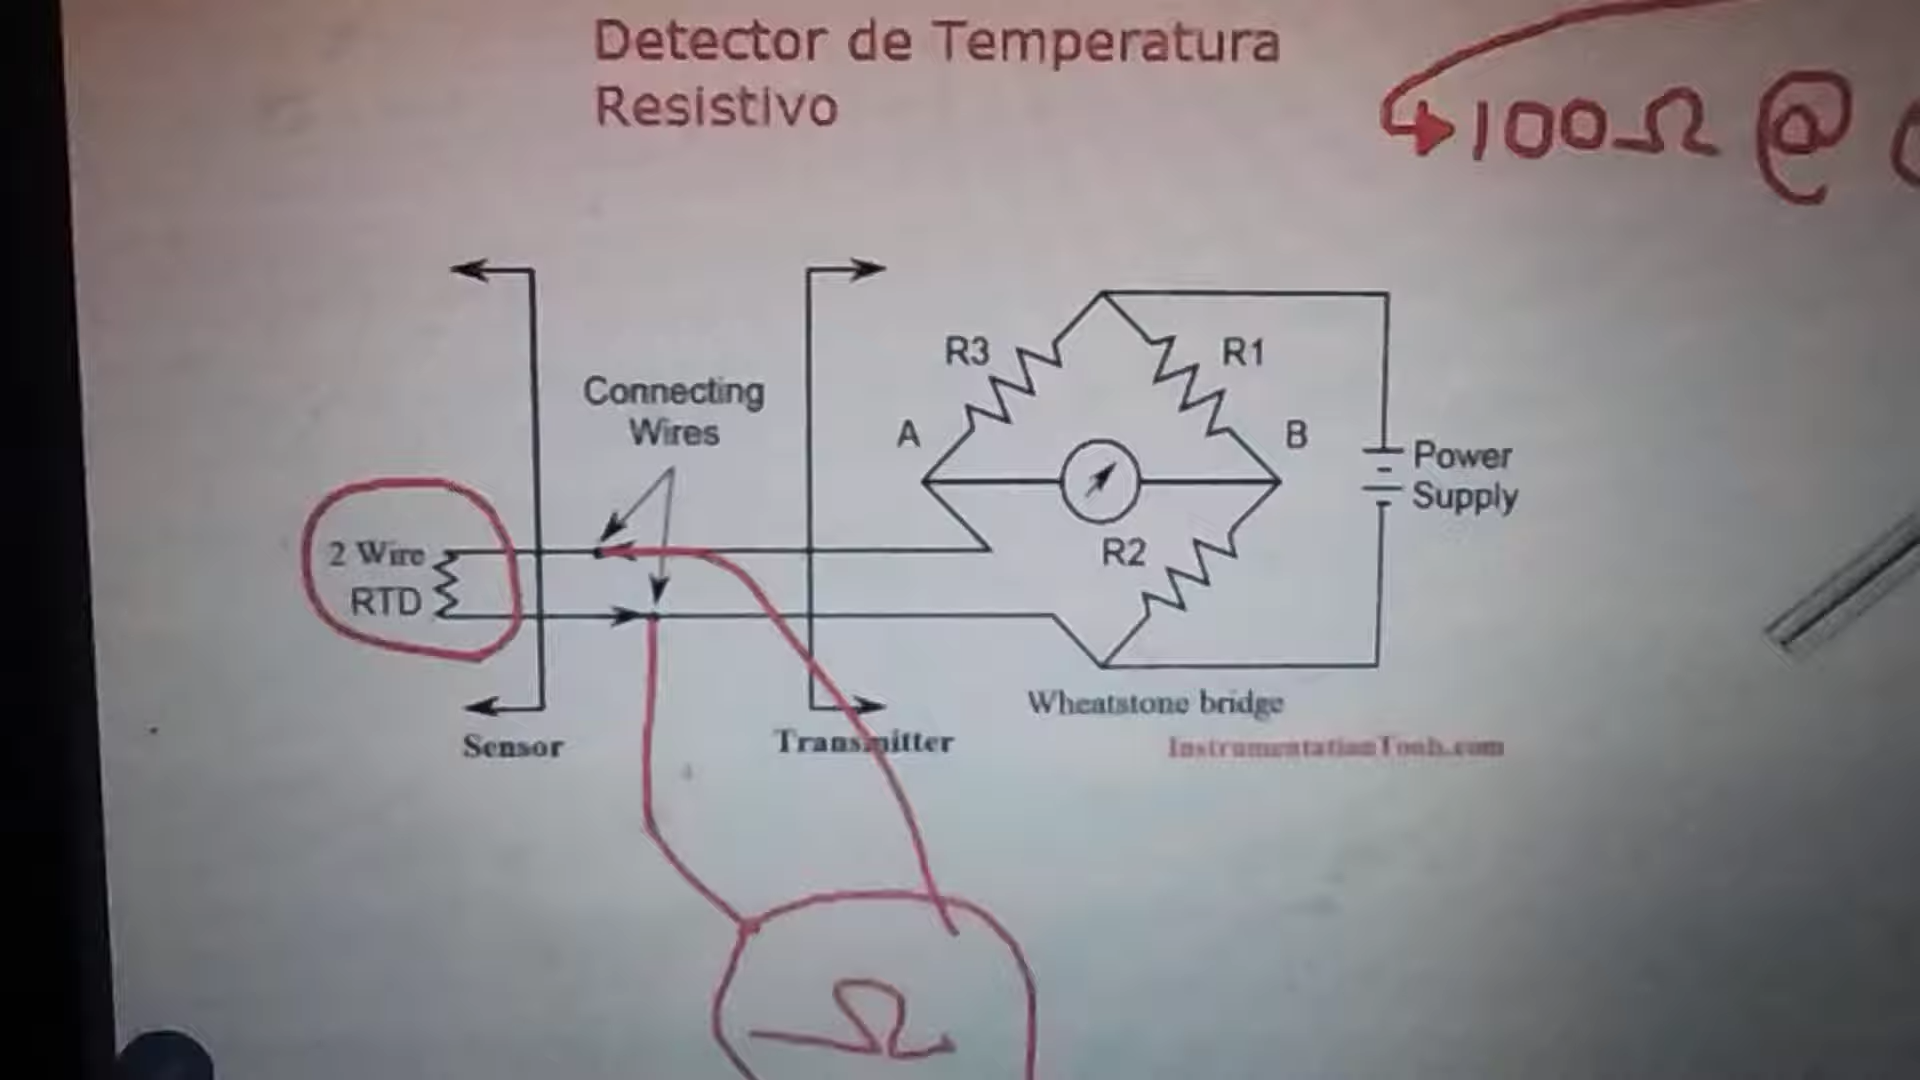 Detector de Temperatura
Resistivo
100Ω @
R3
R1
Connecting
Wires
A
B
Power
Supply
2 Wire
RTD
R2
Wheatstone bridge
Sensor
Transmitter
InstrumentationTools.com
Ω